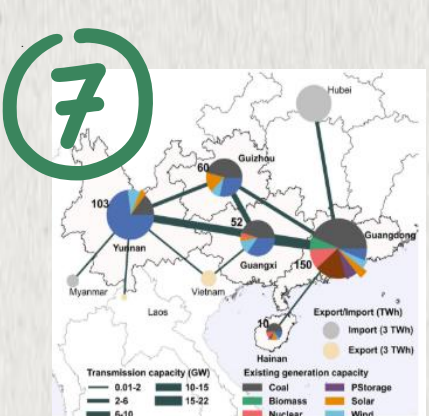 7
Hubei
Guizhou
60
103
52
Yunnan
Guangxi
Guangdong
150
Myanmar
Laos
Vietnam
10
Hainan
Export/Import (TWh)
Import (3 TWh)
Export (3 TWh)
Transmission capacity (GW)
0.01-2
10-15
2-6
15-22
6-10
Existing generation capacity
Coal
PStorage
Biomass
Solar
Nuclear
Wind